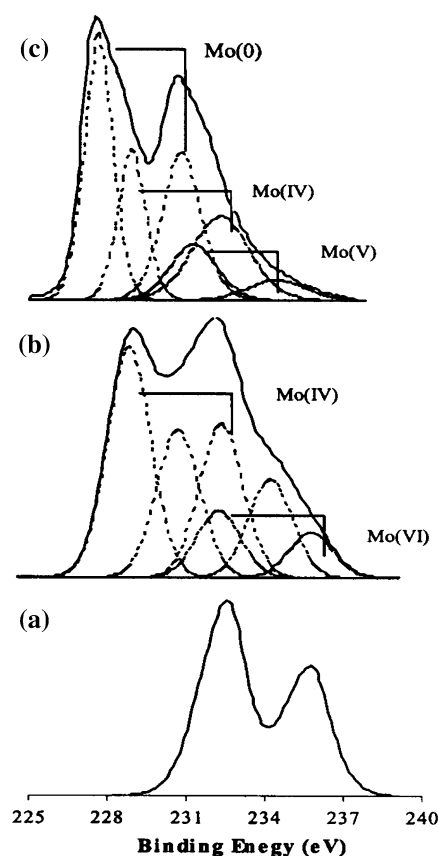 (c)
Mo(0)
Mo(IV)
Mo(V)
(b)
Mo(IV)
Mo(VI)
(a)
225 228 231 234 237 240
Binding Enegy (eV)